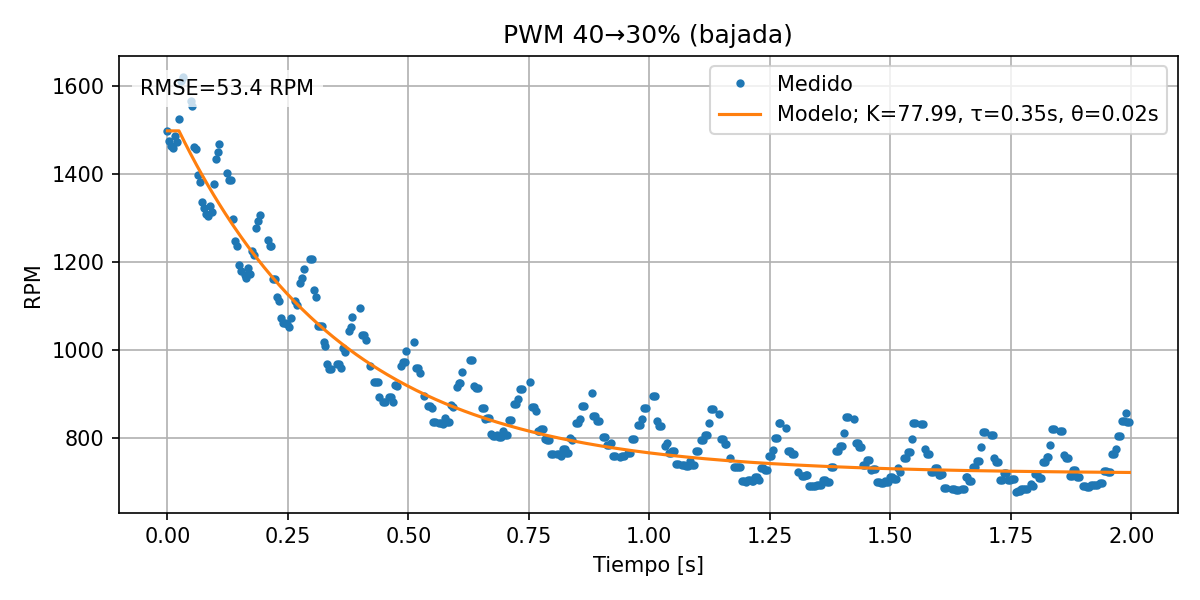 PWM 40→30% (bajada)
RMSE=53.4 RPM
Medido
Modelo; K=77.99, τ=0.35s, θ=0.02s
RPM
1600
1400
1200
1000
800
0.00 0.25 0.50 0.75 1.00 1.25 1.50 1.75 2.00
Tiempo [s]